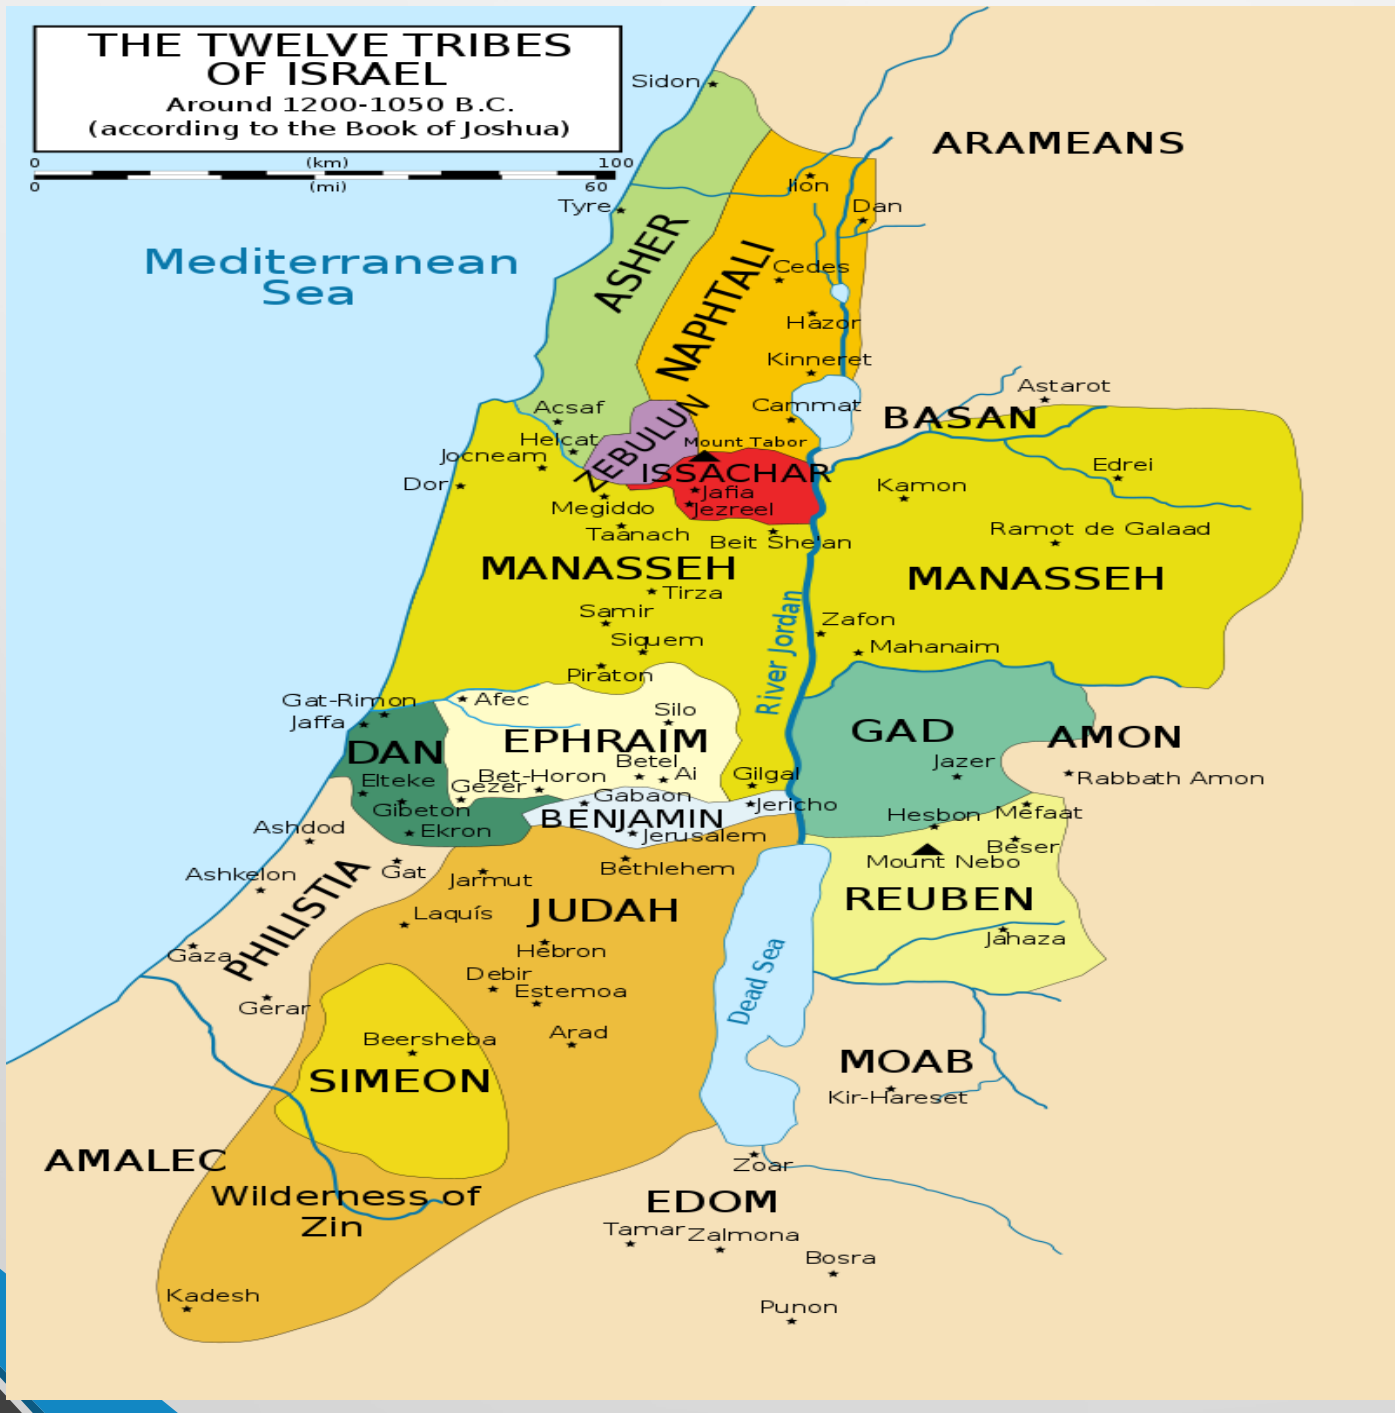 THE TWELVE TRIBES
OF ISRAEL
Around 1200-1050 B.C.
(according to the Book of Joshua)
0 (km) 100
0 (mi) 60
Sidon
ARAMEANS
Ijon
Tyre
Dan
ASHER
Mediterranean
Sea
NAPHTALI
Cedes
Hazor
Kinneret
Astarot
Acsaf
Cammat
BASAN
ZEBULUN
Helcat
Mount Tabor
Jocneam
ISSACHAR
Edrei
Dor
Jafia
Kamon
Megiddo
Jezreel
Taanach
Beit She'an
Ramot de Galaad
MANASSEH
MANASSEH
Tirza
Samir
Zafon
Siquem
Mahanaim
River Jordan
Piraton
Gat-Rimon
Afec
Jaffa
Silo
GAD
DAN
EPHRAIM
AMON
Betel
Jazer
Elteke
Bet-Horon
Ai
Gilgal
Rabbath Amon
Gezer
Gabaon
Jericho
Gibeton
Hesbon
Mefaat
BENJAMIN
Ashdod
Ekron
Jerusalem
Beser
Mount Nebo
Ashkelon
Gat
Jarmut
Bethlehem
PHILISTIA
REUBEN
Laquís
JUDAH
Jahaza
Gaza
Hebron
Debir
Dead Sea
Estemoa
Gerar
Beersheba
Arad
MOAB
SIMEON
Kir-Hareset
AMALEC
Zoar
Wilderness of
Zin
EDOM
Tamar
Zalmona
Bosra
Kadesh
Punon